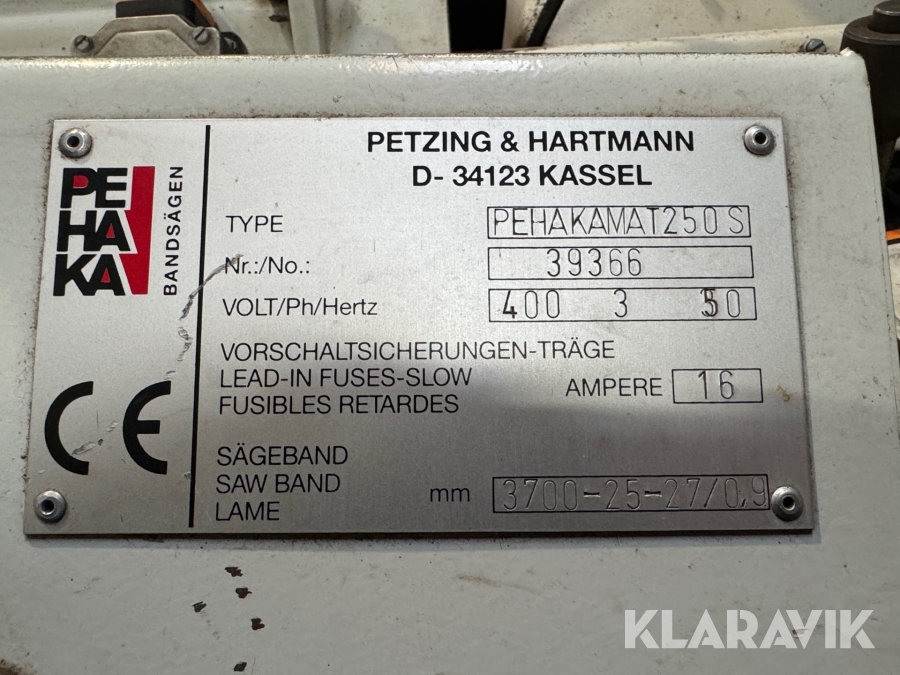 PETZING & HARTMANN
D- 34123 KASSEL
PE
HA
KA
BANDSÄGEN
TYPE PEHAKAMAT250 S
Nr.:/No.: 39366
VOLT/Ph/Hertz 400 3 50
VORSCHALTSICHERUNGEN-TRÄGE
LEAD-IN FUSES-SLOW AMPERE 16
FUSIBLES RETARDES
CE
SÄGEBAND
SAW BAND mm 3700-25-27/0,9
LAME
KLARAVIK